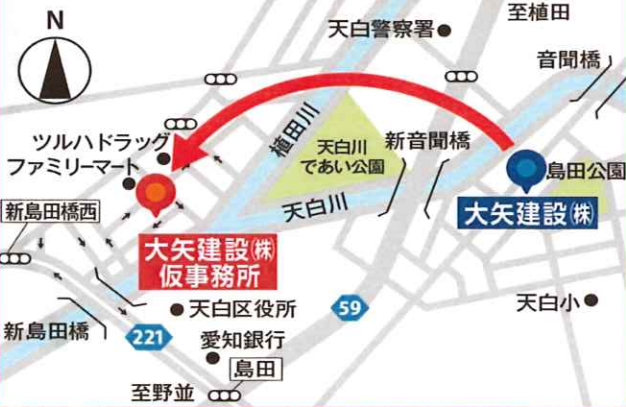 N
天白警察署
至植田
音聞橋
ツルハドラッグ
ファミリーマート
植田川
天白川
であい公園
新音聞橋
島田公園
新島田橋西
天白川
大矢建設㈱
大矢建設㈱
仮事務所
天白区役所
59
天白小
新島田橋
221
愛知銀行
島田
至野並